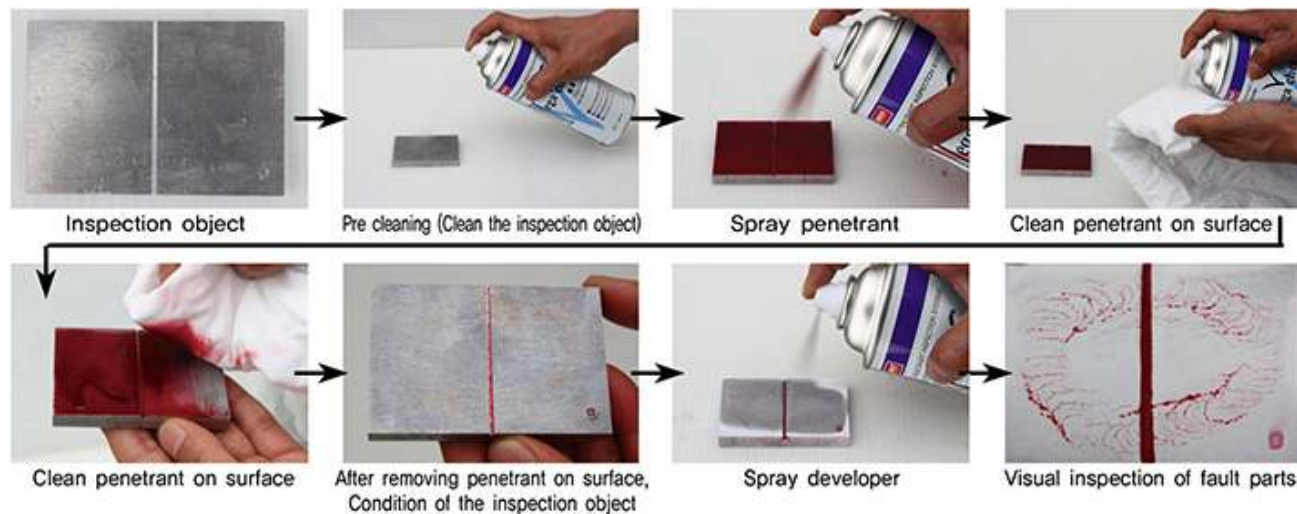 Inspection object
Pre cleaning (Clean the inspection object)
Spray penetrant
Clean penetrant on surface
Clean penetrant on surface
After removing penetrant on surface,
Condition of the inspection object
Spray developer
Visual inspection of fault parts